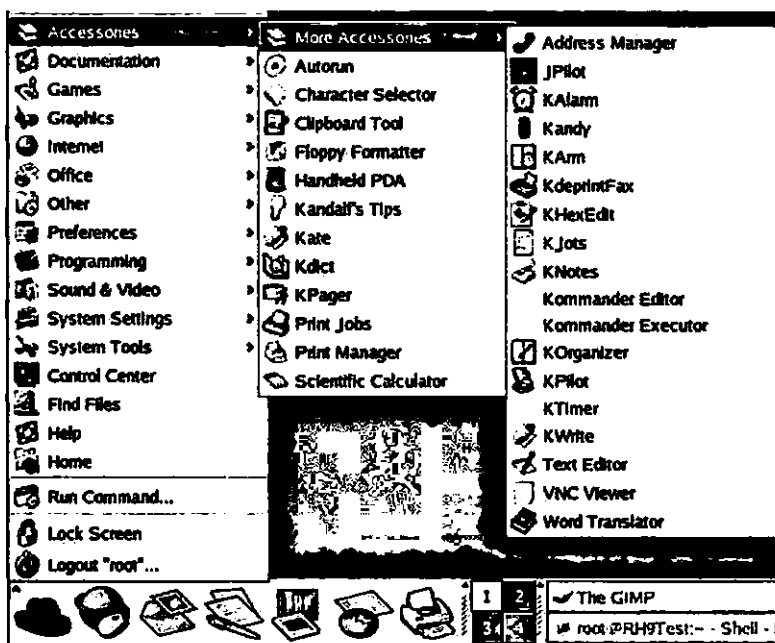 Accessories
Documentation
Games
Graphics
Internet
Office
Other
Preferences
Programming
Sound & Video
System Settings
System Tools
Control Center
Find Files
Help
Home
Run Command...
Lock Screen
Logout "root"...
More Accessories
Autorun
Character Selector
Clipboard Tool
Floppy Formatter
Handheld PDA
Kandalf's Tips
Kate
Kdict
KPager
Print Jobs
Print Manager
Scientific Calculator
Address Manager
JPilot
KAlarm
Kandy
KArm
KdeprintFax
KHexEdit
KJots
KNotes
Kommander Editor
Kommander Executor
KOrganizer
KPilot
KTimer
KWrite
Text Editor
VNC Viewer
Word Translator
1 2
3
The GIMP
root@RH9Test:~ - Shell -